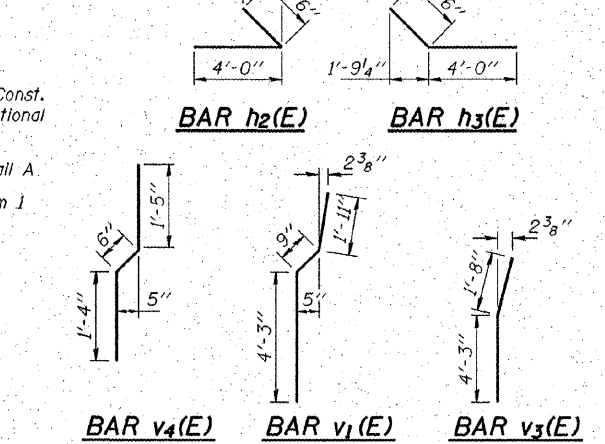 6"
6"
4'-0"
1'-9¼"
4'-0"
Const.
tional
BAR h2(E)
BAR h3(E)
ail A
m 1
2⅜"
1'-5"
6"
1'-4"
5"
9"
1'-11"
5"
4'-3"
2⅜"
1'-8"
4'-3"
BAR v4(E)
BAR v1(E)
BAR v3(E)